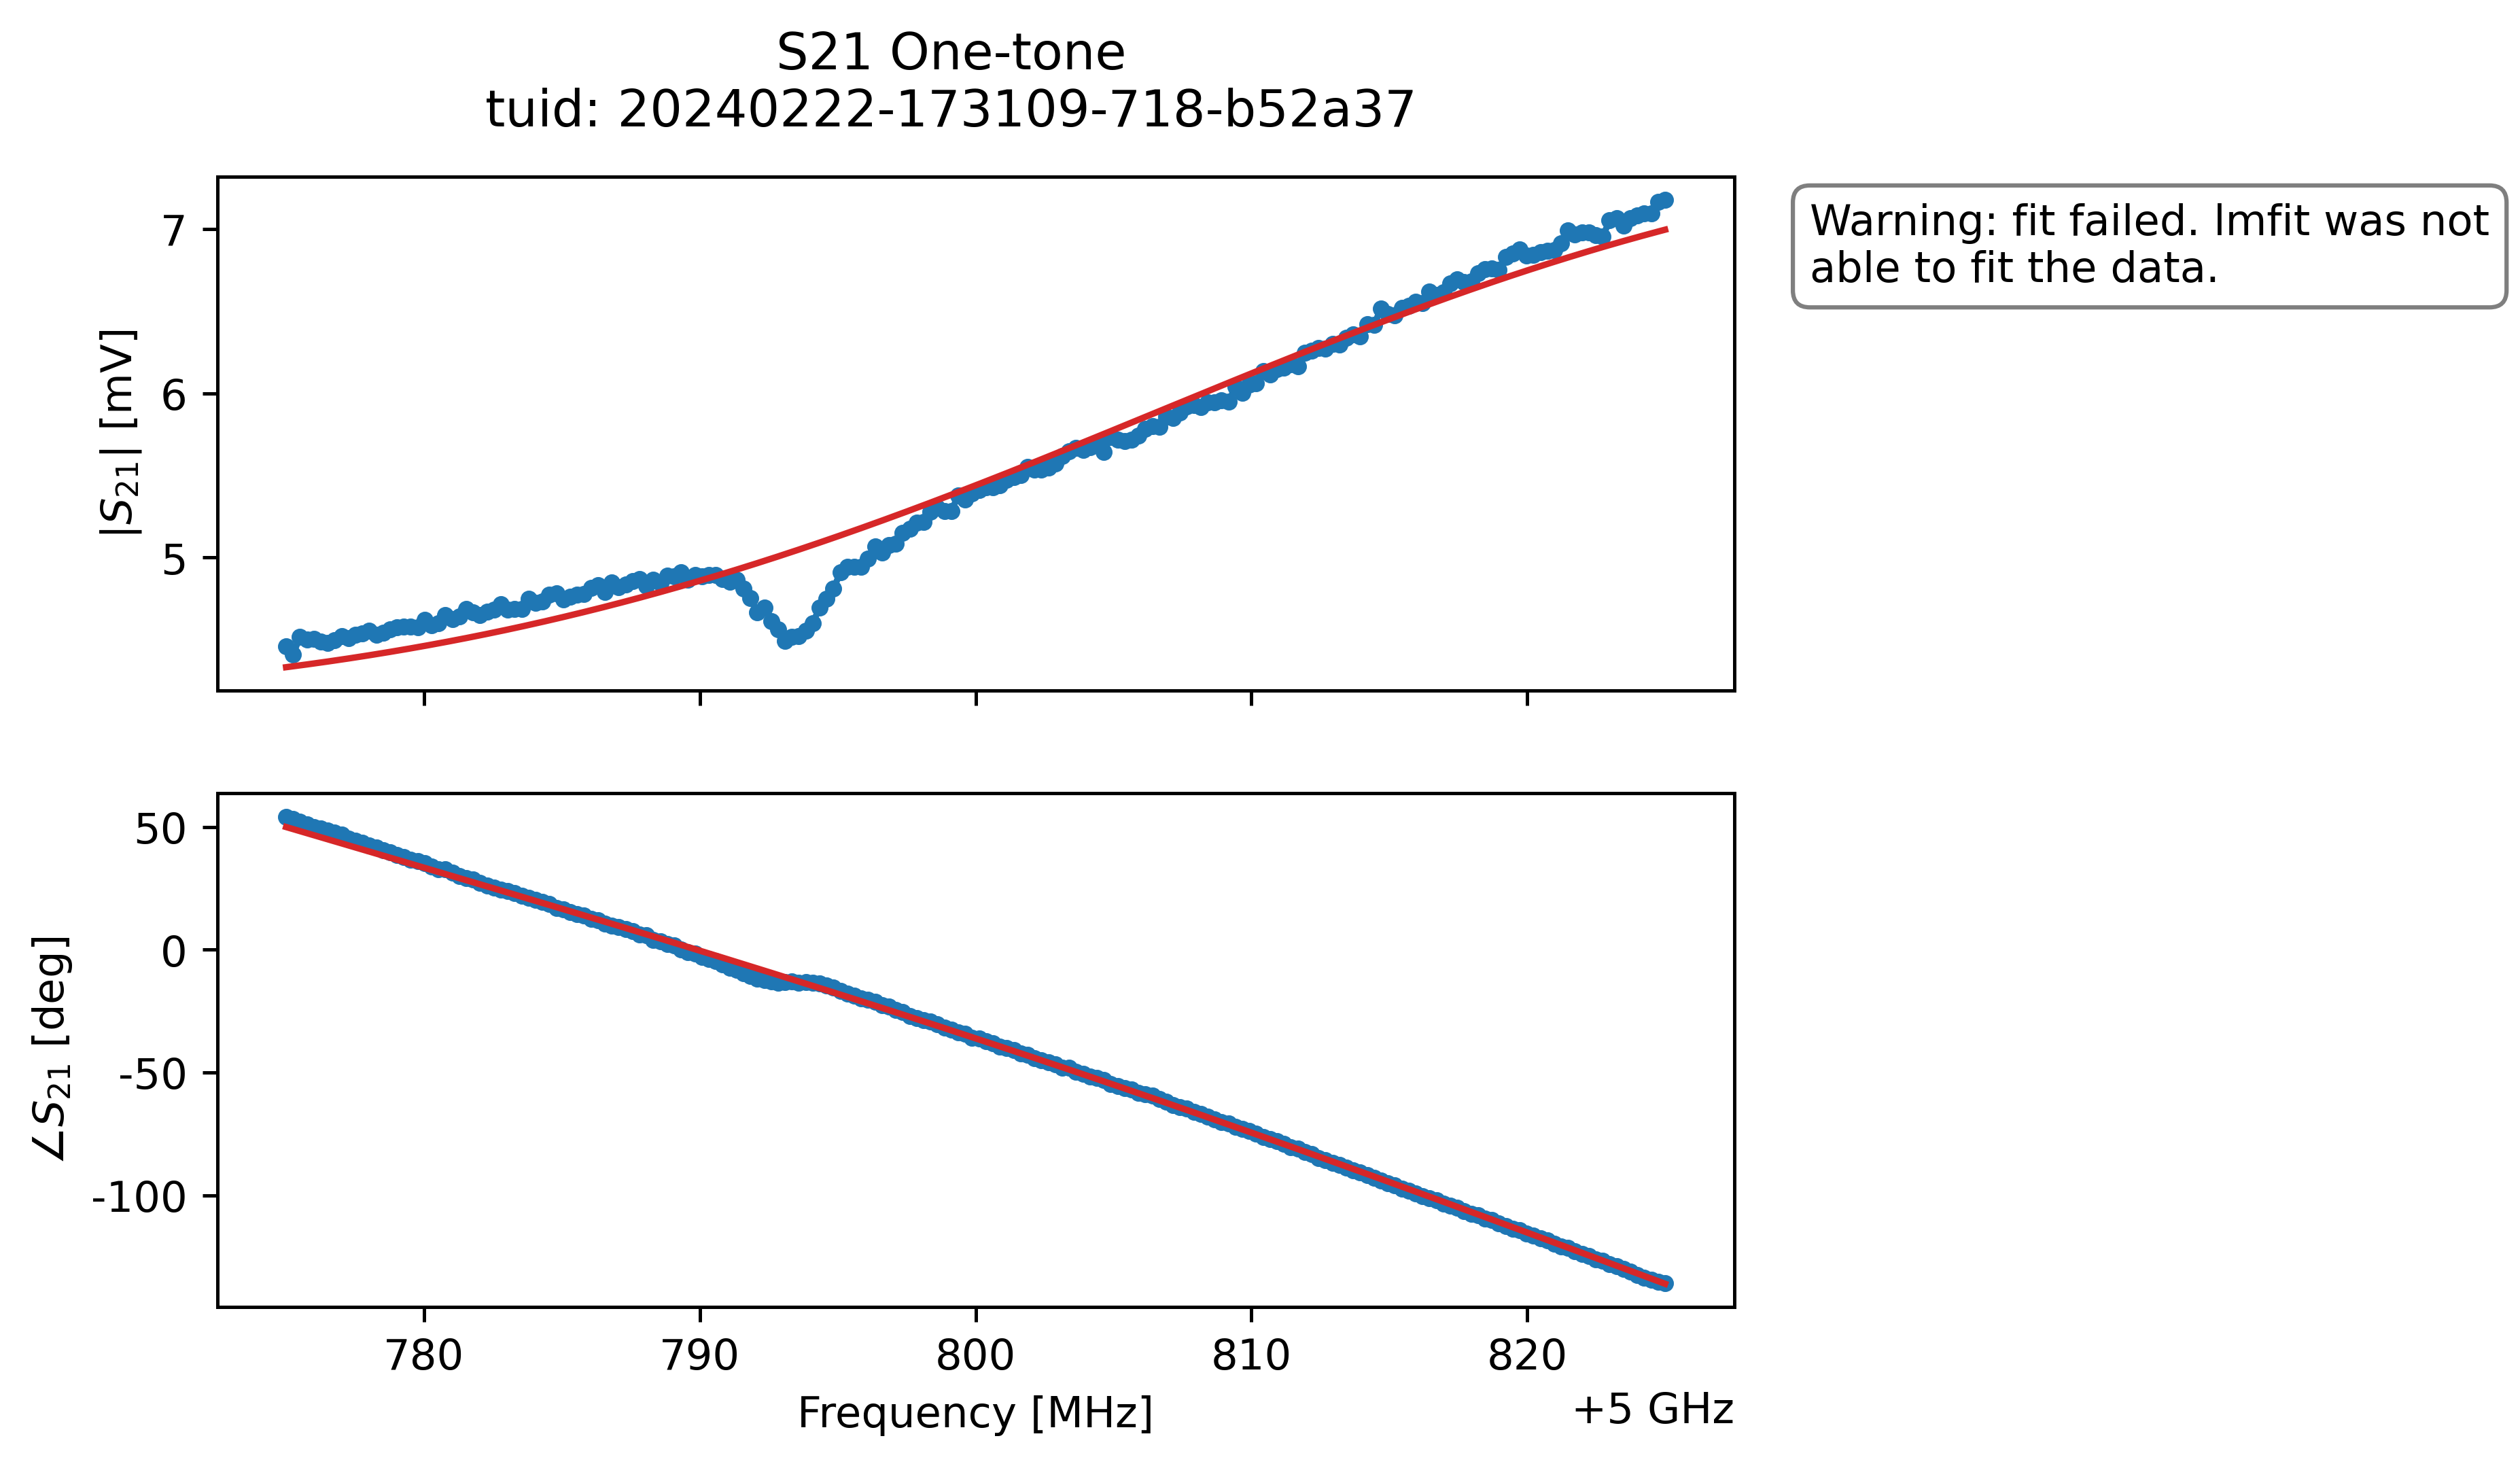 S21 One-tone
tuid: 20240222-173109-718-b52a37
Warning: fit failed. lmfit was not
able to fit the data.
|S₂₁| [mV]
7
6
5
∠S₂₁ [deg]
50
0
-50
-100
780 790 800 810 820
Frequency [MHz]
+5 GHz